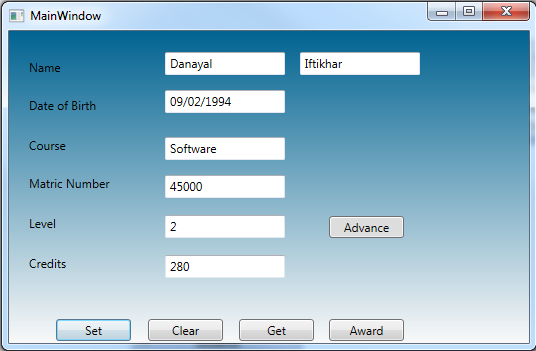 MainWindow
Name Danayal Iftikhar
Date of Birth 09/02/1994
Course Software
Matric Number 45000
Level 2 Advance
Credits 280
Set Clear Get Award